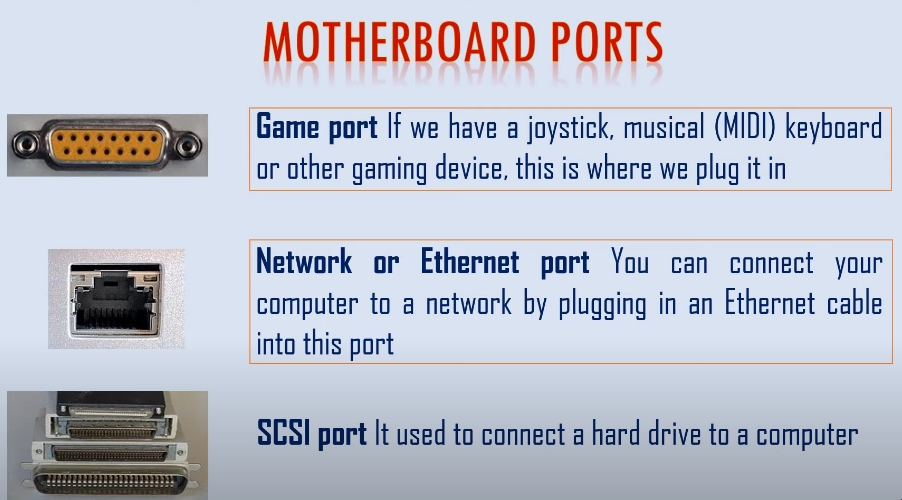 MOTHERBOARD PORTS
Game port If we have a joystick, musical (MIDI) keyboard
or other gaming device, this is where we plug it in
Network or Ethernet port You can connect your
computer to a network by plugging in an Ethernet cable
into this port
SCSI port It used to connect a hard drive to a computer